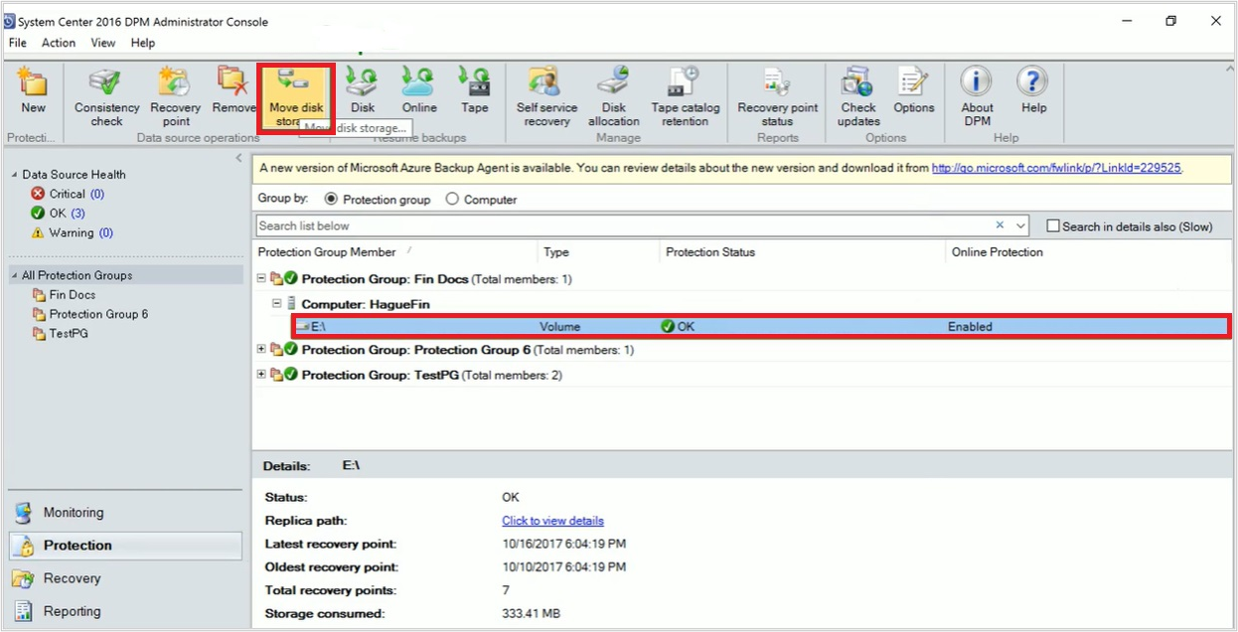 System Center 2016 DPM Administrator Console
File Action View Help
New
Consistency check
Recovery point
Remove
Move disk
Move disk storage...
Disk
Online
Tape
Self service recovery
Disk allocation
Tape catalog retention
Recovery point status
Check updates
Options
About DPM
Help
Protecti...
Data source operations
Resume backups
Manage
Reports
Options
Help
Data Source Health
Critical (0)
OK (3)
Warning (0)
All Protection Groups
Fin Docs
Protection Group 6
TestPG
Monitoring
Protection
Recovery
Reporting
A new version of Microsoft Azure Backup Agent is available. You can review details about the new version and download it from http://go.microsoft.com/fwlink/p/?LinkId=229525.
Group by: Protection group Computer
Search list below
Search in details also (Slow)
Protection Group Member Type Protection Status Online Protection
Protection Group: Fin Docs (Total members: 1)
Computer: HagueFin
E:\ Volume OK Enabled
Protection Group: Protection Group 6 (Total members: 1)
Protection Group: TestPG (Total members: 2)
Details: E:\
Status: OK
Replica path: Click to view details
Latest recovery point: 10/16/2017 6:04:19 PM
Oldest recovery point: 10/10/2017 6:04:19 PM
Total recovery points: 7
Storage consumed: 333.41 MB